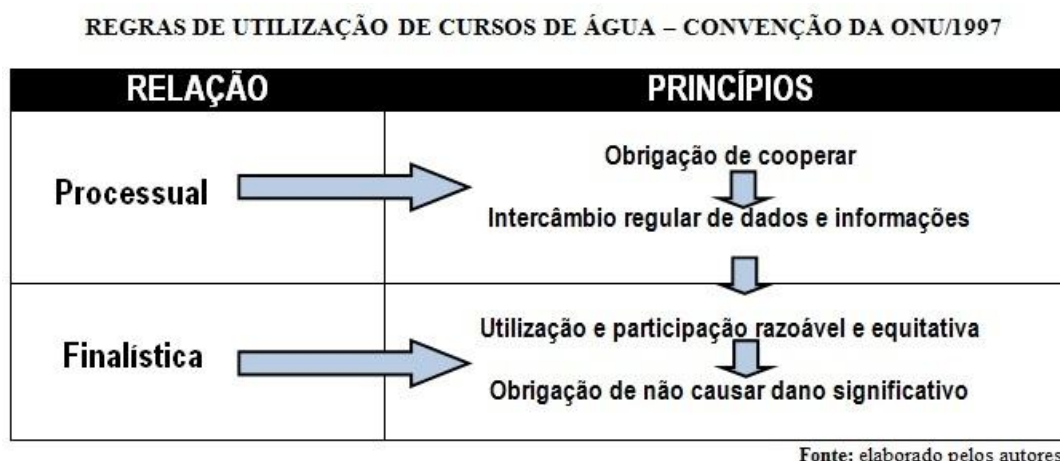 REGRAS DE UTILIZAÇÃO DE CURSOS DE ÁGUA – CONVENÇÃO DA ONU/1997
RELAÇÃO PRINCÍPIOS
Processual
Obrigação de cooperar
Intercâmbio regular de dados e informações
Finalística
Utilização e participação razoável e equitativa
Obrigação de não causar dano significativo
Fonte: elaborado pelos autores